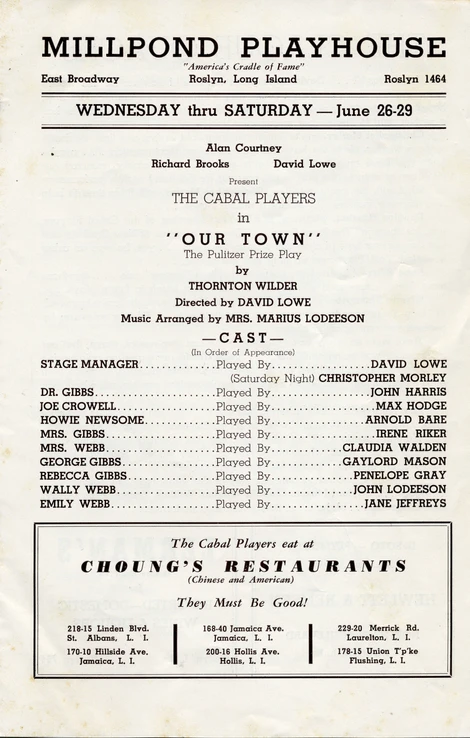 MILLPOND PLAYHOUSE
"America's Cradle of Fame"
East Broadway Roslyn, Long Island Roslyn 1464
WEDNESDAY thru SATURDAY — June 26-29
Alan Courtney
Richard Brooks David Lowe
Present
THE CABAL PLAYERS
in
"OUR TOWN"
The Pulitzer Prize Play
by
THORNTON WILDER
Directed by DAVID LOWE
Music Arranged by MRS. MARIUS LODEESON
—CAST—
(In Order of Appearance)
STAGE MANAGER............Played By....................DAVID LOWE
(Saturday Night) CHRISTOPHER MORLEY
DR. GIBBS....................Played By....................JOHN HARRIS
JOE CROWELL................Played By....................MAX HODGE
HOWIE NEWSOME............Played By....................ARNOLD BARE
MRS. GIBBS..................Played By....................IRENE RIKER
MRS. WEBB..................Played By..............CLAUDIA WALDEN
GEORGE GIBBS..............Played By..............GAYLORD MASON
REBECCA GIBBS..............Played By................PENELOPE GRAY
WALLY WEBB................Played By................JOHN LODEESON
EMILY WEBB..................Played By..................JANE JEFFREYS
The Cabal Players eat at
CHOUNG'S RESTAURANTS
(Chinese and American)
They Must Be Good!
218-15 Linden Blvd. 168-40 Jamaica Ave. 229-20 Merrick Rd.
St. Albans, L. I. Jamaica, L. I. Laurelton, L. I.
170-10 Hillside Ave. 200-16 Hollis Ave. 178-15 Union T'p'ke
Jamaica, L. I. Hollis, L. I. Flushing, L. I.